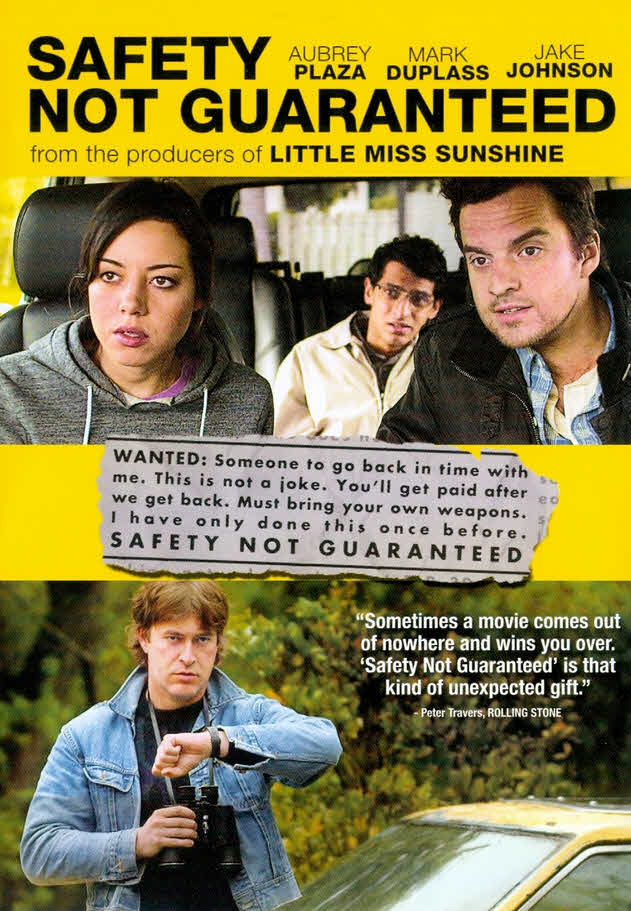 SAFETY
NOT GUARANTEED
AUBREY PLAZA
MARK DUPLASS
JAKE JOHNSON
from the producers of LITTLE MISS SUNSHINE
WANTED: Someone to go back in time with
me. This is not a joke. You'll get paid after
we get back. Must bring your own weapons.
I have only done this once before.
SAFETY NOT GUARANTEED
“Sometimes a movie comes out
of nowhere and wins you over.
‘Safety Not Guaranteed’ is that
kind of unexpected gift.”
- Peter Travers, ROLLING STONE